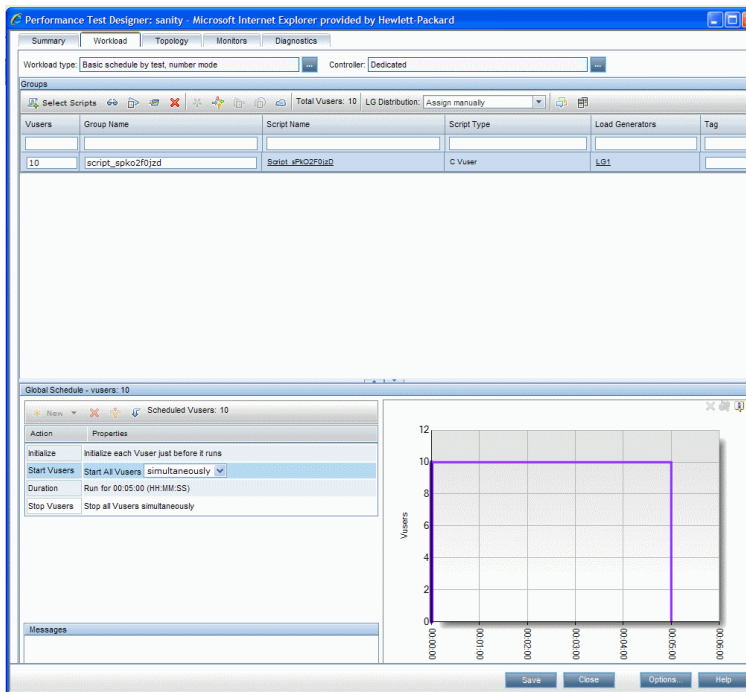 Performance Test Designer: sanity - Microsoft Internet Explorer provided by Hewlett-Packard
Summary Workload Topology Monitors Diagnostics
Workload type: Basic schedule by test, number mode ... Controller: Dedicated ...
Groups
Select Scripts Total Vusers: 10 LG Distribution: Assign manually
Vusers Group Name Script Name Script Type Load Generators Tag
10 script_spko2f0jzd Script_sPkO2F0jzD C Vuser LG1
Global Schedule - vusers: 10
New Scheduled Vusers: 10
Action Properties
Initialize Initialize each Vuser just before it runs
Start Vusers Start All Vusers simultaneously
Duration Run for 00:05:00 (HH:MM:SS)
Stop Vusers Stop all Vusers simultaneously
Messages
12
10
8
6
4
2
0
Vusers
00:00:00 00:01:00 00:02:00 00:03:00 00:04:00 00:05:00 00:06:00
Save Close Options... Help